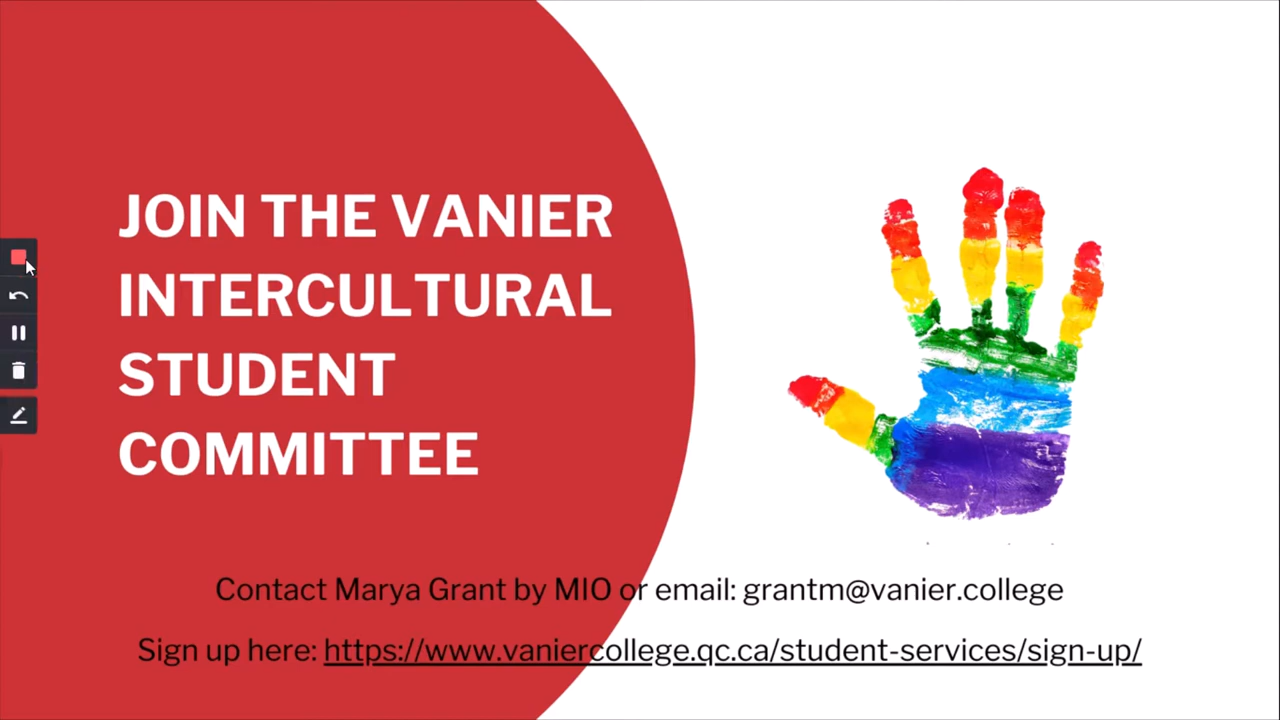 JOIN THE VANIER
INTERCULTURAL
STUDENT
COMMITTEE
Contact Marya Grant by MIO or email: grantm@vanier.college
Sign up here: https://www.vaniercollege.qc.ca/student-services/sign-up/